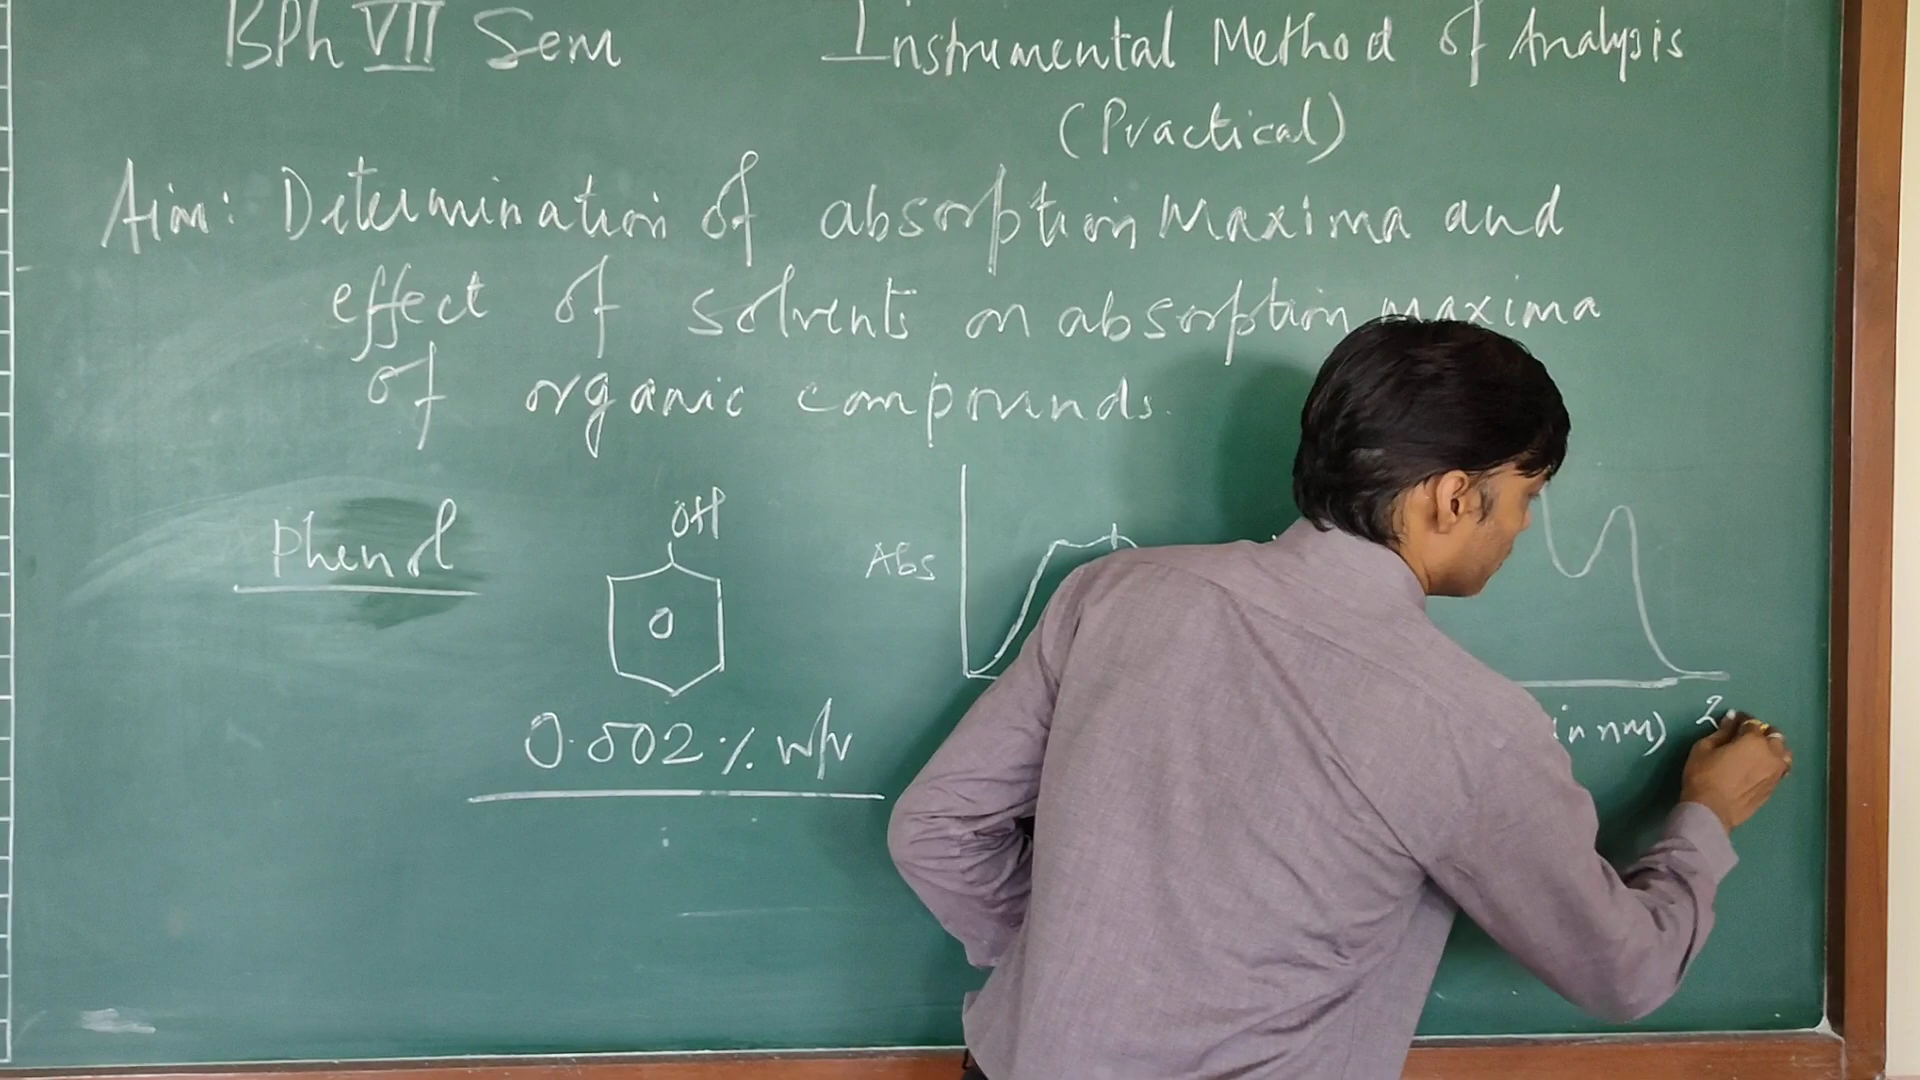 BPh VII Sem Instrumental Method of Analysis
(Practical)
Aim: Determination of absorption Maxima and
effect of solvents on absorption maxima
of organic compounds.
Phenol
OH
Abs
0.002% w/v
in nm) 2